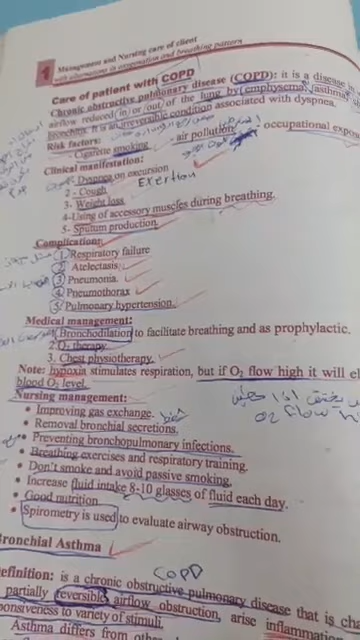 1
Management and Nursing care of client
with alternations in oxygenation and breathing pattern
Care of patient with COPD
Chronic obstructive pulmonary disease (COPD): it is a disease in
airflow reduced in/or/out of the lung by (emphysema, asthma,
Bronchitis. It is an irreversible condition associated with dyspnea.
Risk factors:
- Cigarette smoking - air pollution - occupational expo
Clinical manifestation:
1- Dyspnea on excursion
Exertion
2- Cough
3- Weight loss
4-Using of accessory muscles during breathing.
5- Sputum production.
Complication:
1 Respiratory failure
2 Atelectasis
3 Pneumonia
4 Pneumothorax
5 Pulmonary hypertension.
Medical management:
Bronchodilation to facilitate breathing and as prophylactic.
2. O₂ therapy
3. Chest physiotherapy.
Note: hypoxin stimulates respiration, but if O₂ flow high it will el
blood O₂ level.
O₂ flow
Nursing management:
• Improving gas exchange.
• Removal bronchial secretions.
• Preventing bronchopulmonary infections.
• Breathing exercises and respiratory training.
• Don't smoke and avoid passive smoking.
• Increase fluid intake 8-10 glasses of fluid each day.
• Good nutrition
• Spirometry is used to evaluate airway obstruction.
Bronchial Asthma
COPD
Definition: is a chronic obstructive pulmonary disease that is ch
partially reversible airflow obstruction, arise inflammation
ponsiveness to variety of stimuli.
Asthma differs from other